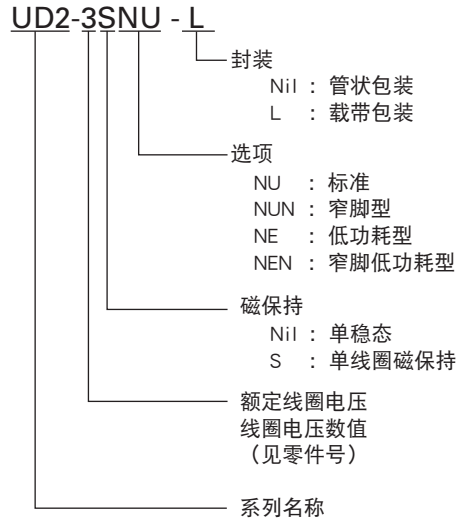 UD2-3SNU - L
封装
Nil : 管状包装
L : 载带包装
选项
NU : 标准
NUN : 窄脚型
NE : 低功耗型
NEN : 窄脚低功耗型
磁保持
Nil : 单稳态
S : 单线圈磁保持
额定线圈电压
线圈电压数值
（见零件号）
系列名称